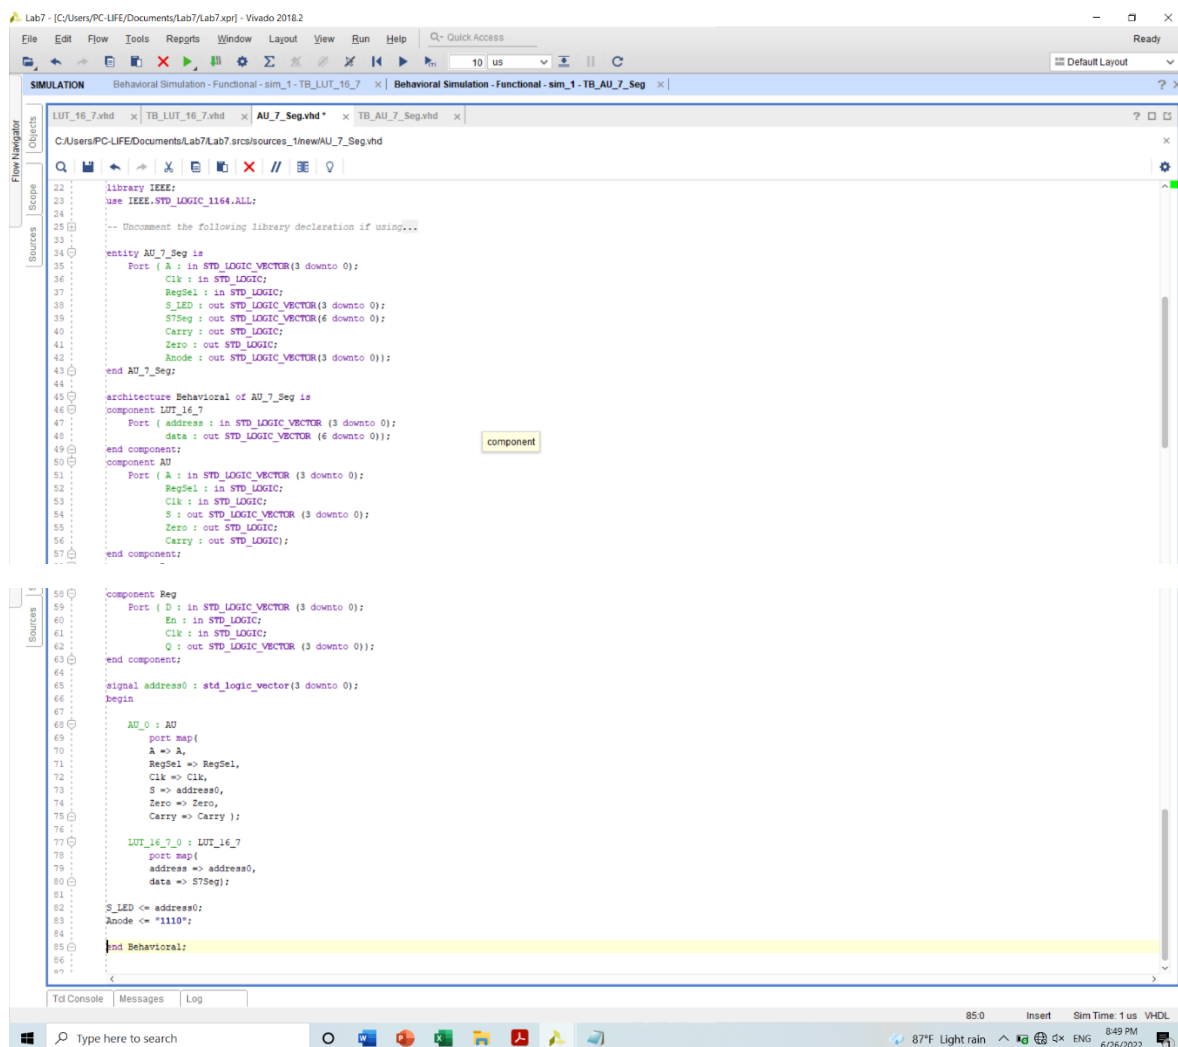 Lab7 - [C:/Users/PC-LIFE/Documents/Lab7/Lab7.xpr] - Vivado 2018.2
File Edit Flow Tools Reports Window Layout View Run Help Q- Quick Access Ready
10 us Default Layout
SIMULATION Behavioral Simulation - Functional - sim_1 - TB_LUT_16_7 Behavioral Simulation - Functional - sim_1 - TB_AU_7_Seg
LUT_16_7.vhd TB_LUT_16_7.vhd AU_7_Seg.vhd * TB_AU_7_Seg.vhd
C:/Users/PC-LIFE/Documents/Lab7/Lab7.srcs/sources_1/new/AU_7_Seg.vhd
Flow Navigator
Objects
Scope
Sources
22 library IEEE;
23 use IEEE.STD_LOGIC_1164.ALL;
24
25 -- Uncomment the following library declaration if using...
33
34 entity AU_7_Seg is
35 Port ( A : in STD_LOGIC_VECTOR(3 downto 0);
36 Clk : in STD_LOGIC;
37 RegSel : in STD_LOGIC;
38 S_LED : out STD_LOGIC_VECTOR(3 downto 0);
39 S7Seg : out STD_LOGIC_VECTOR(6 downto 0);
40 Carry : out STD_LOGIC;
41 Zero : out STD_LOGIC;
42 Anode : out STD_LOGIC_VECTOR(3 downto 0));
43 end AU_7_Seg;
44
45 architecture Behavioral of AU_7_Seg is
46 component LUT_16_7
47 Port ( address : in STD_LOGIC_VECTOR (3 downto 0);
48 data : out STD_LOGIC_VECTOR (6 downto 0));
component
49 end component;
50 component AU
51 Port ( A : in STD_LOGIC_VECTOR (3 downto 0);
52 RegSel : in STD_LOGIC;
53 Clk : in STD_LOGIC;
54 S : out STD_LOGIC_VECTOR (3 downto 0);
55 Zero : out STD_LOGIC;
56 Carry : out STD_LOGIC);
57 end component;
Sources
58 component Reg
59 Port ( D : in STD_LOGIC_VECTOR (3 downto 0);
60 En : in STD_LOGIC;
61 Clk : in STD_LOGIC;
62 Q : out STD_LOGIC_VECTOR (3 downto 0));
63 end component;
64
65 signal address0 : std_logic_vector(3 downto 0);
66 begin
67
68 AU_0 : AU
69 port map(
70 A => A,
71 RegSel => RegSel,
72 Clk => Clk,
73 S => address0,
74 Zero => Zero,
75 Carry => Carry );
76
77 LUT_16_7_0 : LUT_16_7
78 port map(
79 address => address0,
80 data => S7Seg);
81
82 S_LED <= address0;
83 Anode <= "1110";
84
85 end Behavioral;
86
87
Tcl Console Messages Log
85:0 Insert Sim Time: 1 us VHDL
Type here to search 87°F Light rain ENG 8:49 PM
6/26/2022